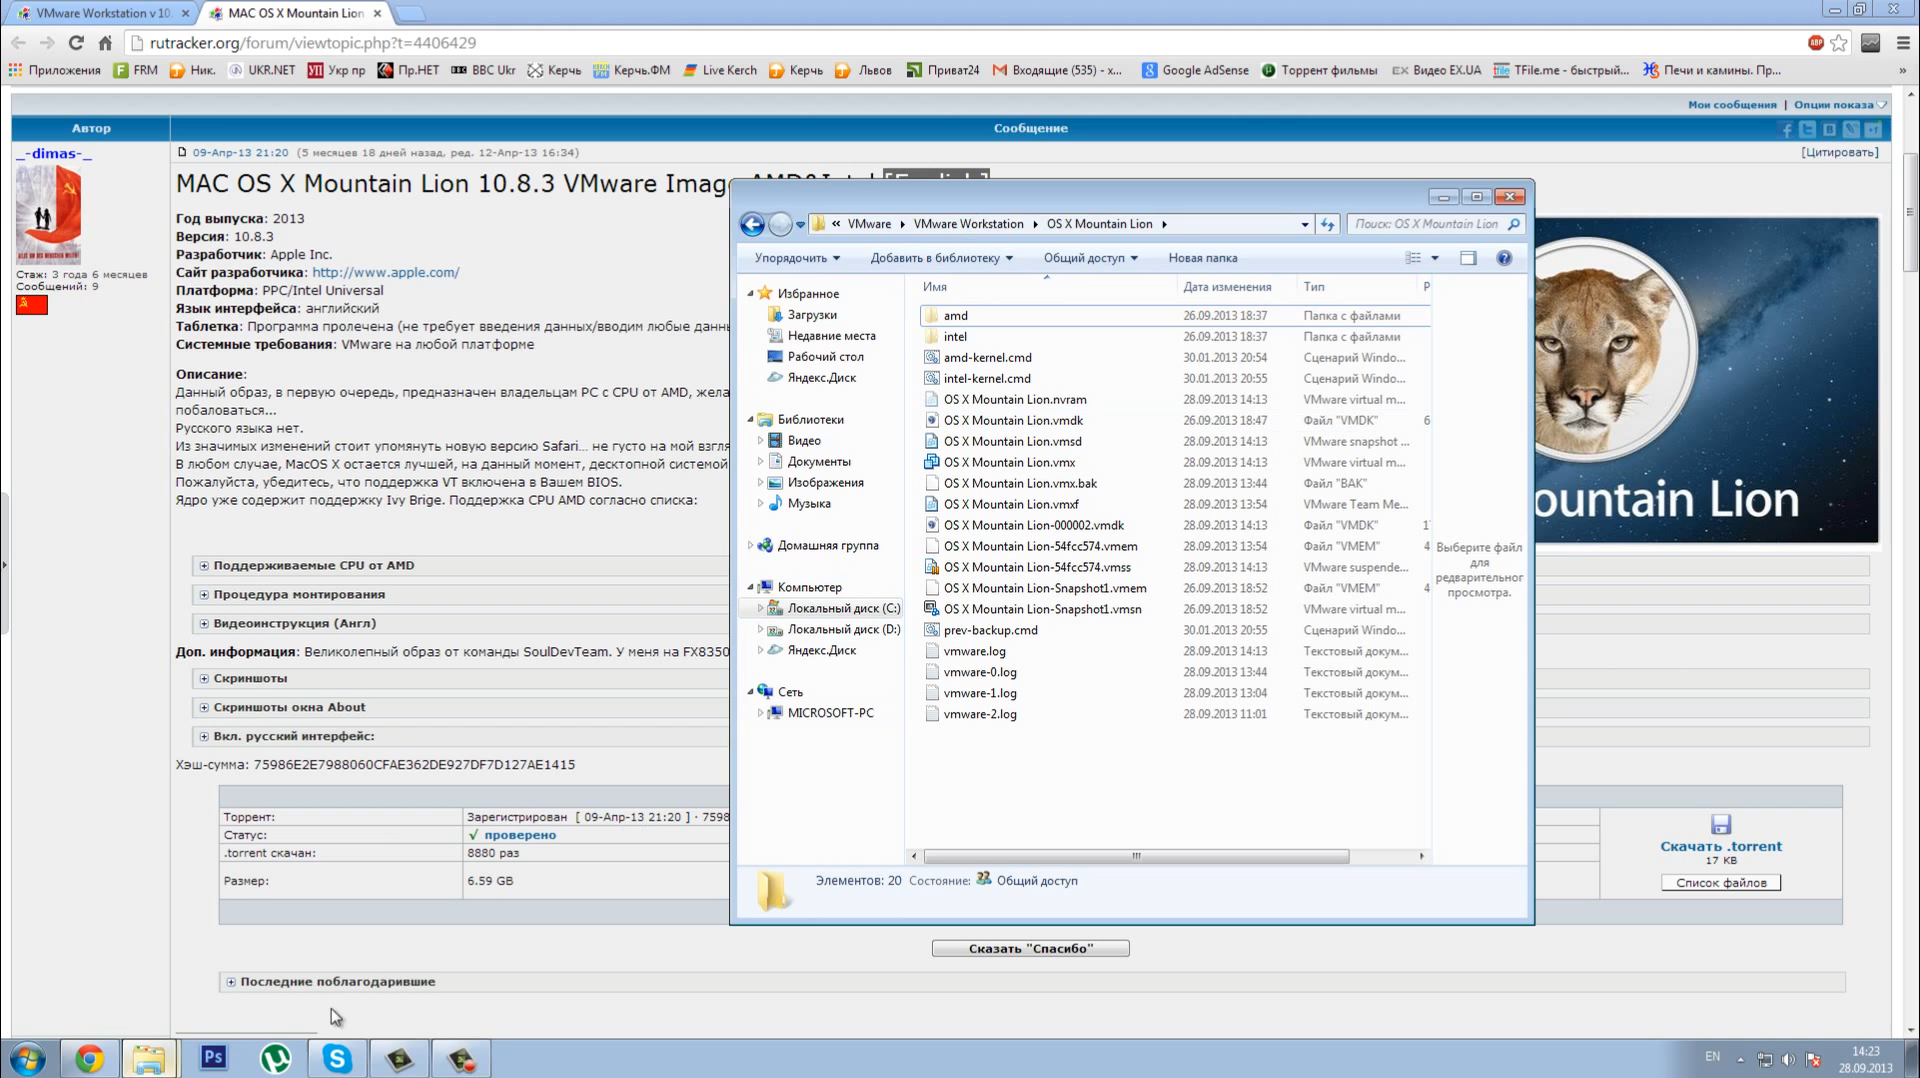 VMware Workstation v 10.
MAC OS X Mountain Lion
rutracker.org/forum/viewtopic.php?t=4406429
ABP
Приложения
FRM
Ник.
UKR.NET
Укр пр
Пр.НЕТ
BBC Ukr
Керчь
Керчь.ФМ
Live Kerch
Керчь
Львов
Приват24
Входящие (535) - x...
Google AdSense
Торрент фильмы
EX Видео EX.UA
TFile.me - быстрый...
Печи и камины. Пр...
»
Мои сообщения | Опции показа
Автор
Сообщение
_-dimas-_
09-Апр-13 21:20 (5 месяцев 18 дней назад, ред. 12-Апр-13 16:34)
[Цитировать]
MAC OS X Mountain Lion 10.8.3 VMware Imag
Год выпуска: 2013
Версия: 10.8.3
Разработчик: Apple Inc.
Сайт разработчика: http://www.apple.com/
Платформа: PPC/Intel Universal
Язык интерфейса: английский
Таблетка: Программа пролечена (не требует введения данных/вводим любые даннь
Системные требования: VMware на любой платформе
Стаж: 3 года 6 месяцев
Сообщений: 9
Описание:
Данный образ, в первую очередь, предназначен владельцам PC с CPU от AMD, жела
побаловаться...
Русского языка нет.
Из значимых изменений стоит упомянуть новую версию Safari... не густо на мой взгля
В любом случае, MacOS X остается лучшей, на данный момент, десктопной системой
Пожалуйста, убедитесь, что поддержка VT включена в Вашем BIOS.
Ядро уже содержит поддержку Ivy Brige. Поддержка CPU AMD согласно списка:
Поддерживаемые CPU от AMD
Процедура монтирования
Видеоинструкция (Англ)
Доп. информация: Великолепный образ от команды SoulDevTeam. У меня на FX8350
Скриншоты
Скриншоты окна About
Вкл. русский интерфейс:
Хэш-сумма: 75986E2E7988060CFAE362DE927DF7D127AE1415
Торрент:
Зарегистрирован [ 09-Апр-13 21:20 ] · 7598
Статус:
√ проверено
.torrent скачан:
8880 раз
Размер:
6.59 GB
Скачать .torrent
17 KB
Список файлов
Сказать "Спасибо"
Последние поблагодарившие
ountain Lion
« VMware
VMware Workstation
OS X Mountain Lion
Поиск: OS X Mountain Lion
Упорядочить
Добавить в библиотеку
Общий доступ
Новая папка
Избранное
Загрузки
Недавние места
Рабочий стол
Яндекс.Диск
Библиотеки
Видео
Документы
Изображения
Музыка
Домашняя группа
Компьютер
Локальный диск (C:)
Локальный диск (D:)
Яндекс.Диск
Сеть
MICROSOFT-PC
Имя Дата изменения Тип Р
amd 26.09.2013 18:37 Папка с файлами
intel 26.09.2013 18:37 Папка с файлами
amd-kernel.cmd 30.01.2013 20:54 Сценарий Windo...
intel-kernel.cmd 30.01.2013 20:55 Сценарий Windo...
OS X Mountain Lion.nvram 28.09.2013 14:13 VMware virtual m...
OS X Mountain Lion.vmdk 26.09.2013 18:47 Файл "VMDK" 6
OS X Mountain Lion.vmsd 28.09.2013 14:13 VMware snapshot ...
OS X Mountain Lion.vmx 28.09.2013 14:13 VMware virtual m...
OS X Mountain Lion.vmx.bak 28.09.2013 13:44 Файл "BAK"
OS X Mountain Lion.vmxf 28.09.2013 13:54 VMware Team Me...
OS X Mountain Lion-000002.vmdk 28.09.2013 14:13 Файл "VMDK" 1
OS X Mountain Lion-54fcc574.vmem 28.09.2013 13:54 Файл "VMEM" 4
OS X Mountain Lion-54fcc574.vmss 28.09.2013 13:54 VMware suspende...
OS X Mountain Lion-Snapshot1.vmem 26.09.2013 18:52 Файл "VMEM" 4
OS X Mountain Lion-Snapshot1.vmsn 26.09.2013 18:52 VMware virtual m...
prev-backup.cmd 30.01.2013 20:55 Сценарий Windo...
vmware.log 28.09.2013 14:13 Текстовый докум...
vmware-0.log 28.09.2013 13:44 Текстовый докум...
vmware-1.log 28.09.2013 13:04 Текстовый докум...
vmware-2.log 28.09.2013 11:01 Текстовый докум...
Выберите файл
для
редварительног
просмотра.
Элементов: 20 Состояние: Общий доступ
Ps
EN
14:23
28.09.2013